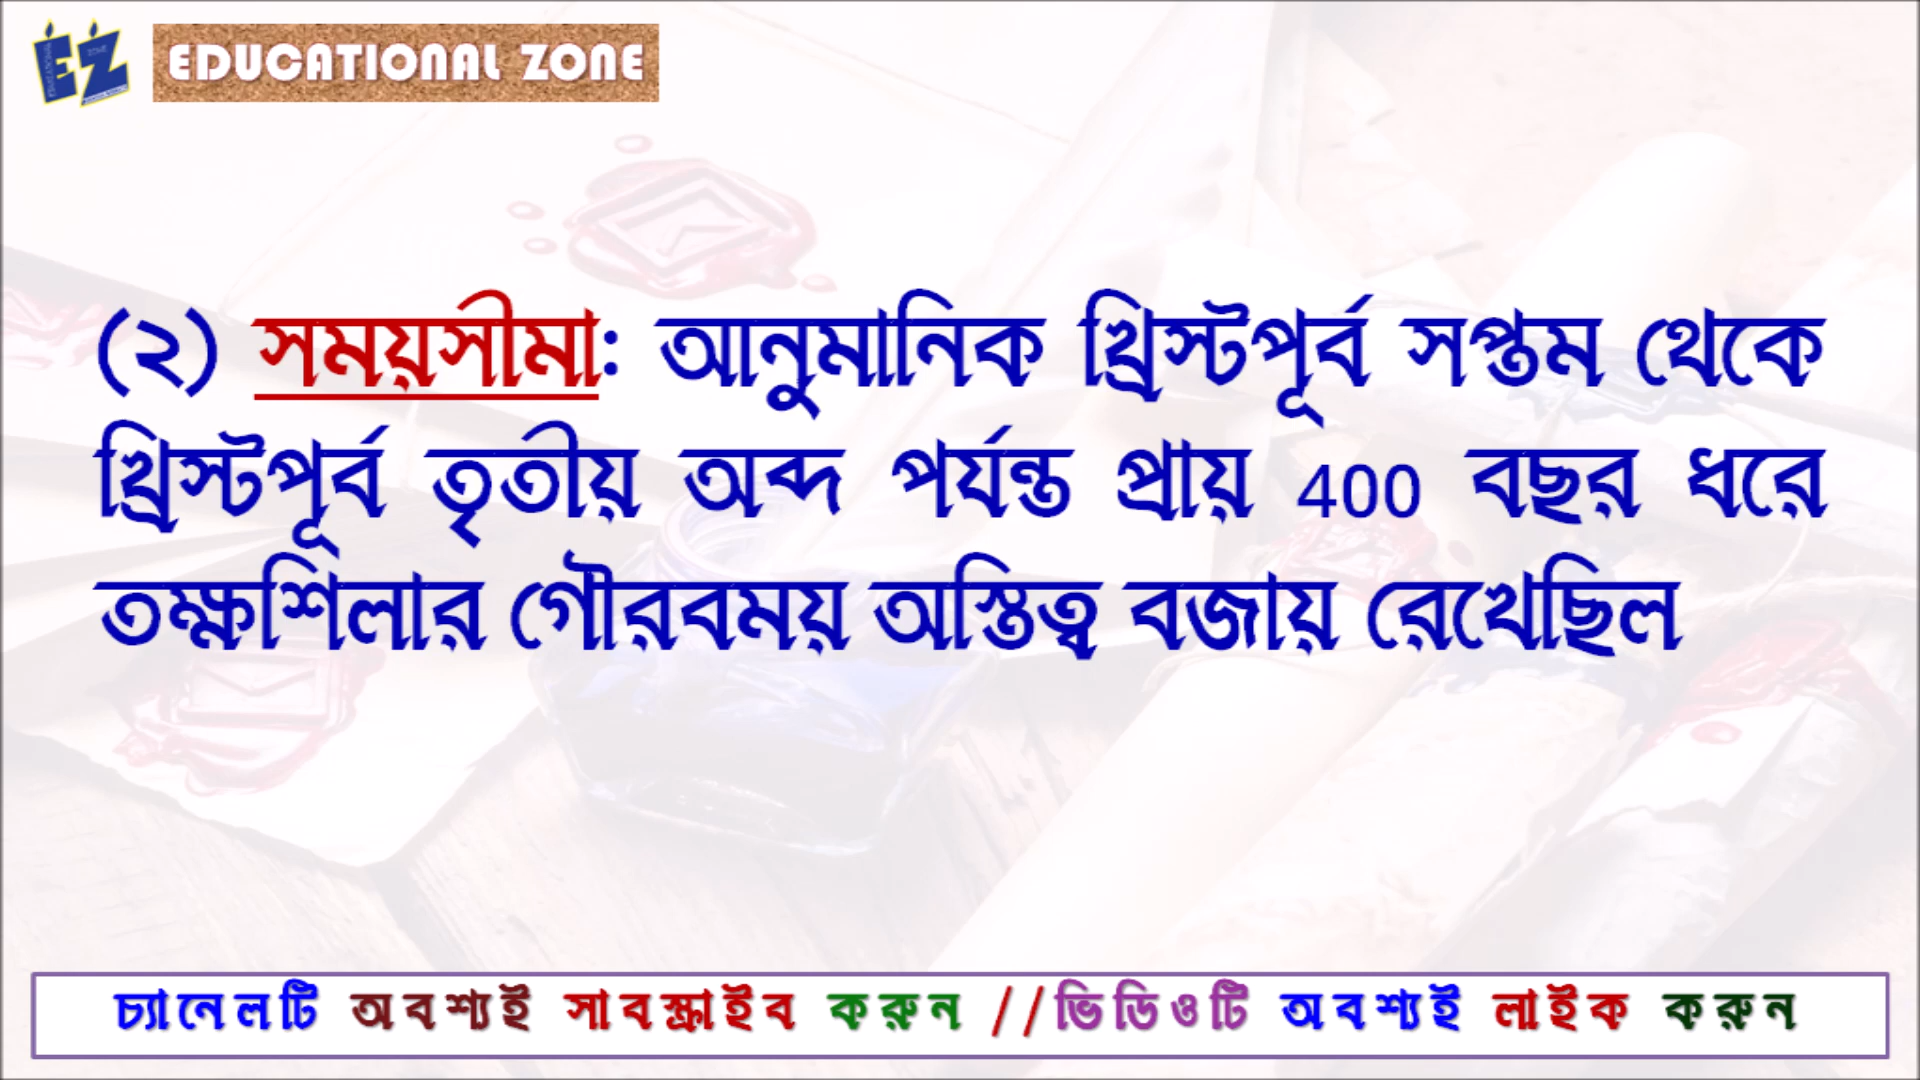 EZ
EDUCATIONAL ZONE
(২) সময়সীমাঃ আনুমানিক খ্রিস্টপূর্ব সপ্তম থেকে
খ্রিস্টপূর্ব তৃতীয় অব্দ পর্যন্ত প্রায় 400 বছর ধরে
তক্ষশিলার গৌরবময় অস্তিত্ব বজায় রেখেছিল
চ্যানেলটি অবশ্যই সাবস্ক্রাইব করুন //ভিডিওটি অবশ্যই লাইক করুন